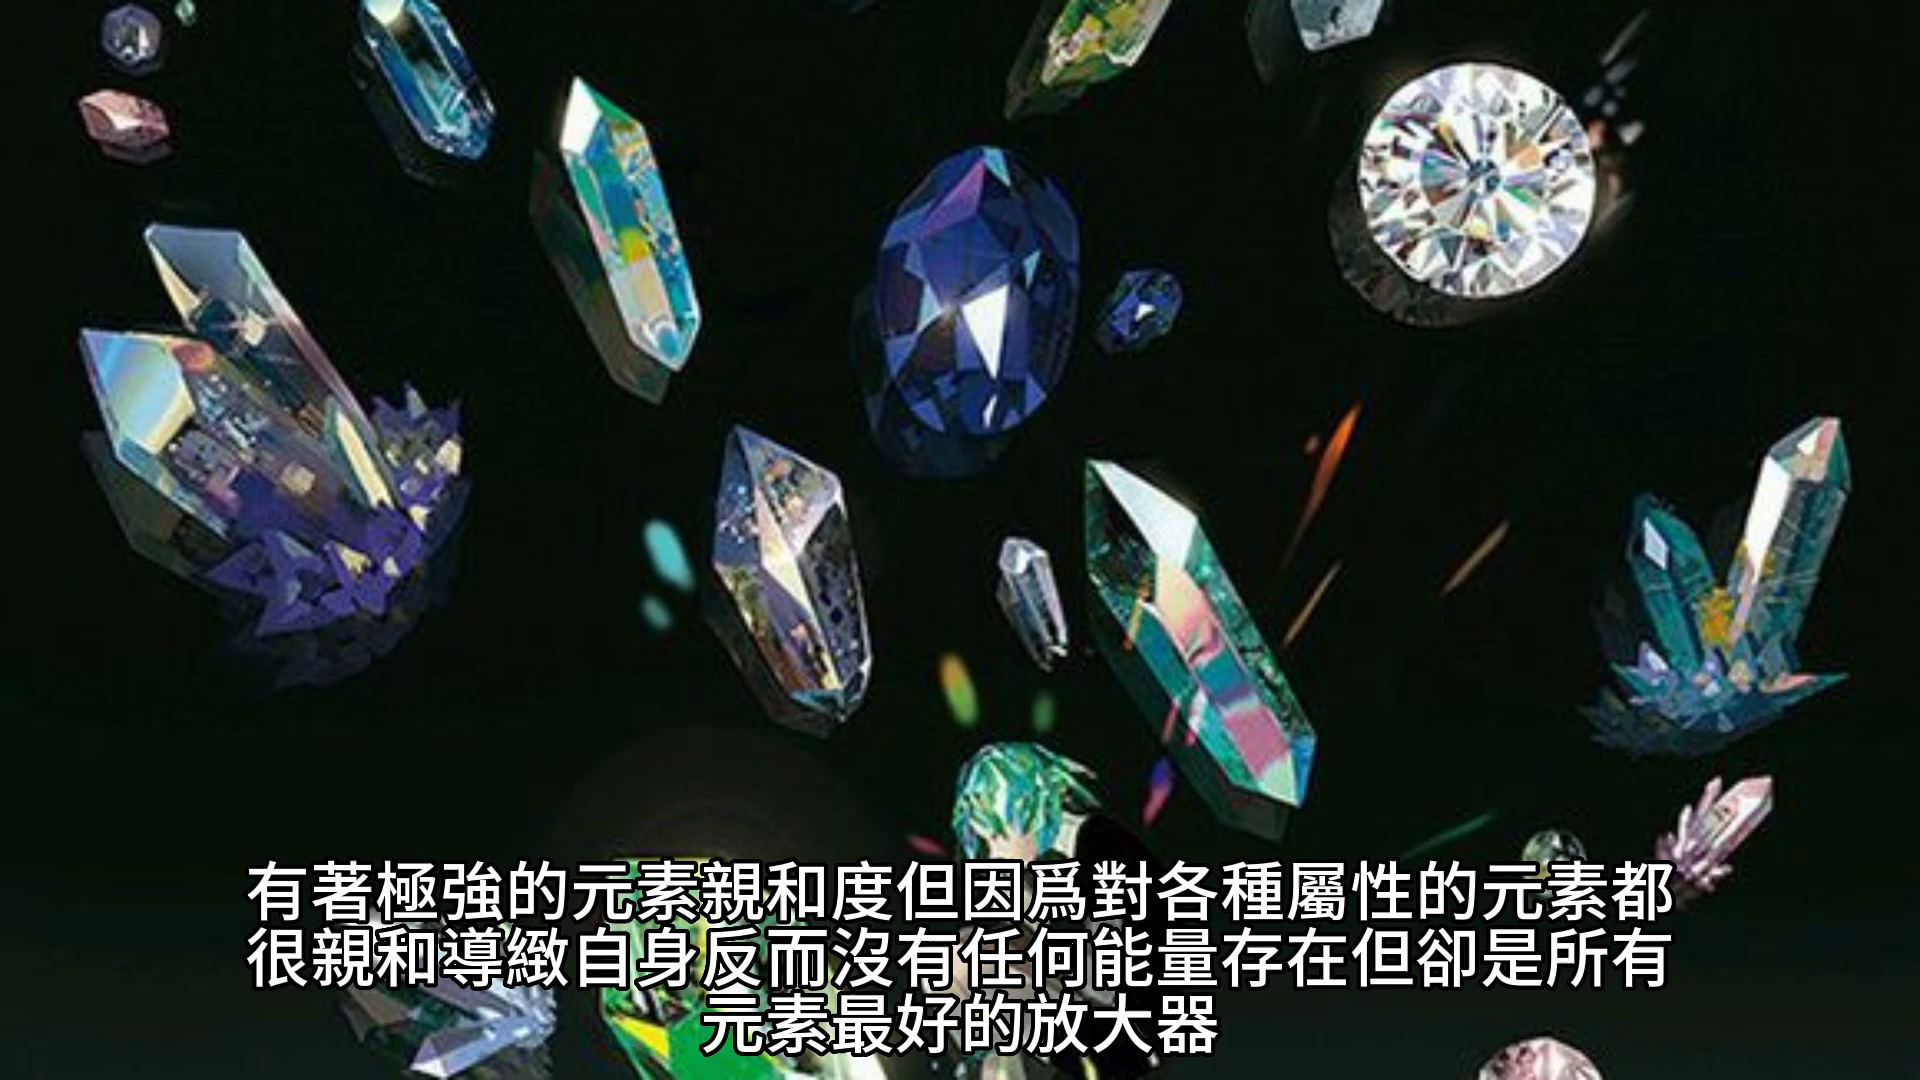 有著極強的元素親和度但因爲對各種屬性的元素都
很親和導緻自身反而沒有任何能量存在但卻是所有
元素最好的放大器